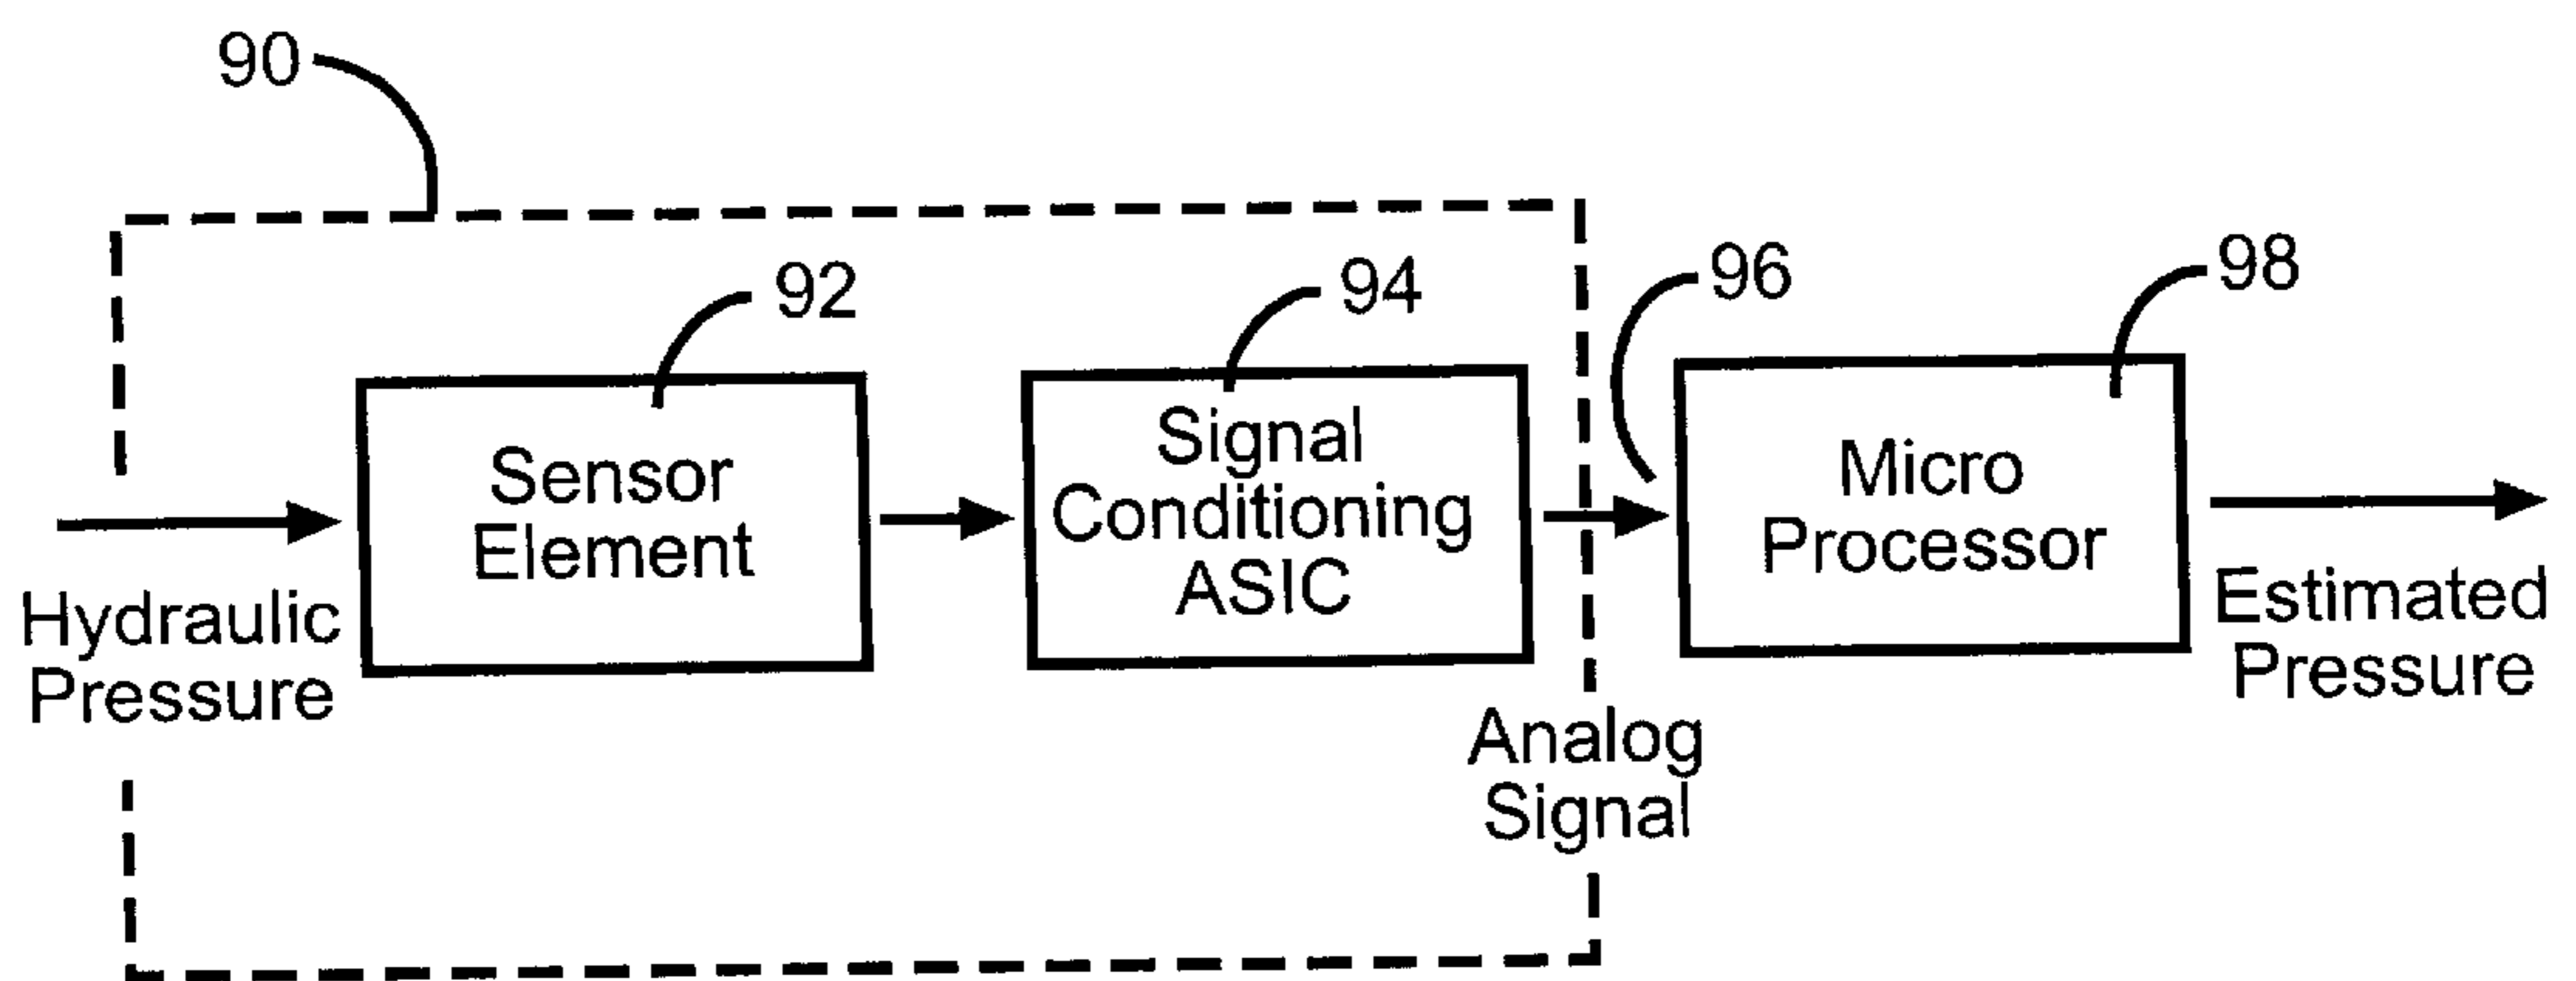 90
92
94
96
98
Sensor
Element
Signal
Conditioning
ASIC
Micro
Processor
Hydraulic
Pressure
Analog
Signal
Estimated
Pressure